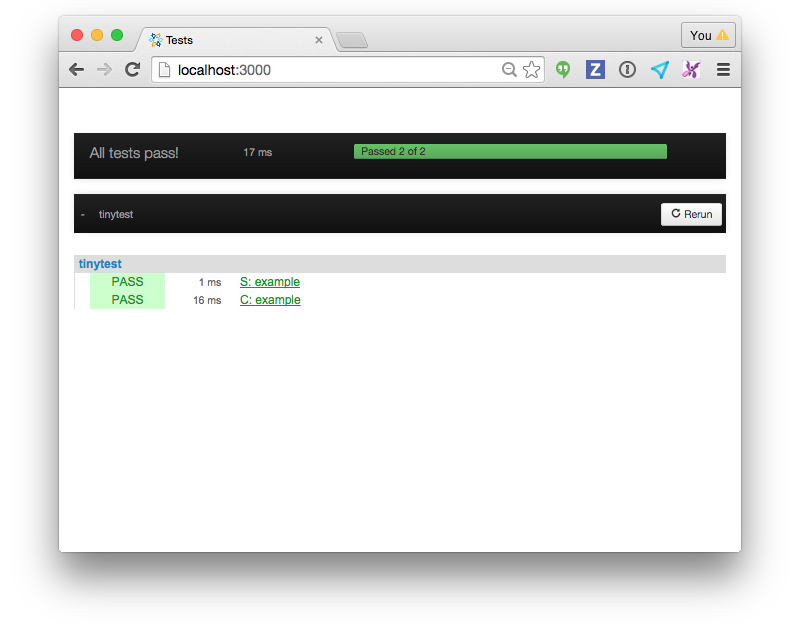 Tests
You
localhost:3000
Z
All tests pass! 17 ms Passed 2 of 2
- tinytest Rerun
tinytest
PASS 1 ms S: example
PASS 16 ms C: example